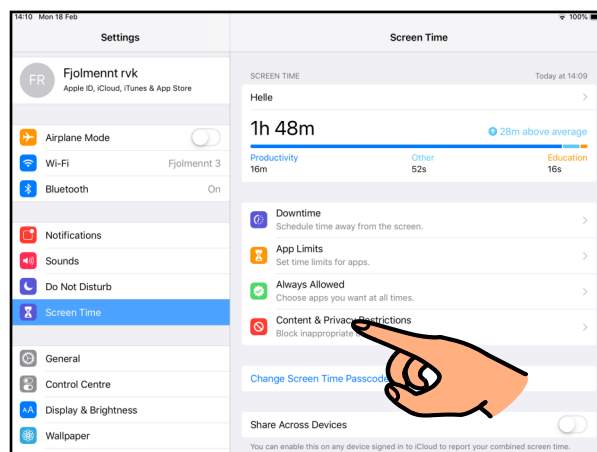 14:10 Mon 18 Feb
100%
Settings
Screen Time
FR
Fjolmennt rvk
Apple ID, iCloud, iTunes & App Store
Airplane Mode
Wi-Fi
Fjolmennt 3
Bluetooth
On
Notifications
Sounds
Do Not Disturb
Screen Time
General
Control Centre
AA
Display & Brightness
Wallpaper
SCREEN TIME
Today at 14:09
Helle
1h 48m
28m above average
Productivity
Other
Education
16m
52s
16s
Downtime
Schedule time away from the screen.
App Limits
Set time limits for apps.
Always Allowed
Choose apps you want at all times.
Content & Privacy Restrictions
Block inappropriate
Change Screen Time Passcode
Share Across Devices
You can enable this on any device signed in to iCloud to report your combined screen time.